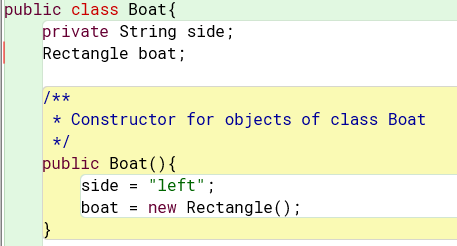 public class Boat{
private String side;
Rectangle boat;
/**
* Constructor for objects of class Boat
*/
public Boat(){
side = "left";
boat = new Rectangle();
}